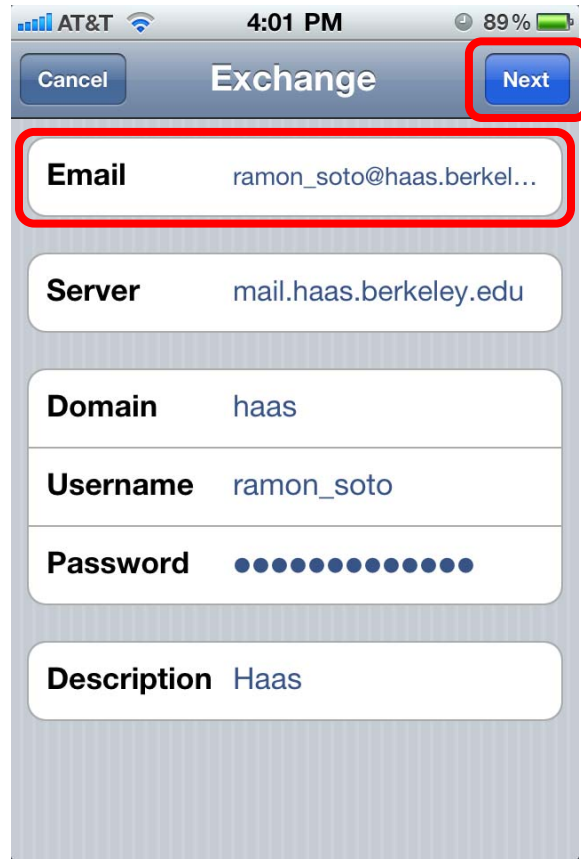 AT&T 4:01 PM 89%
Cancel Exchange Next
Email ramon_soto@haas.berkel...
Server mail.haas.berkeley.edu
Domain haas
Username ramon_soto
Password ●●●●●●●●●●●●●
Description Haas